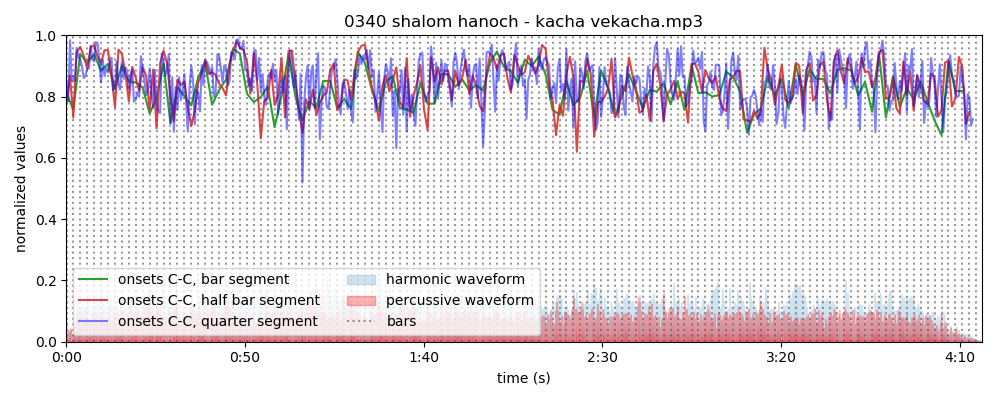 0340 shalom hanoch - kacha vekacha.mp3
1.0
0.8
0.6
0.4
0.2
0.0
normalized values
onsets C-C, bar segment
onsets C-C, half bar segment
onsets C-C, quarter segment
harmonic waveform
percussive waveform
bars
0:00 0:50 1:40 2:30 3:20 4:10
time (s)